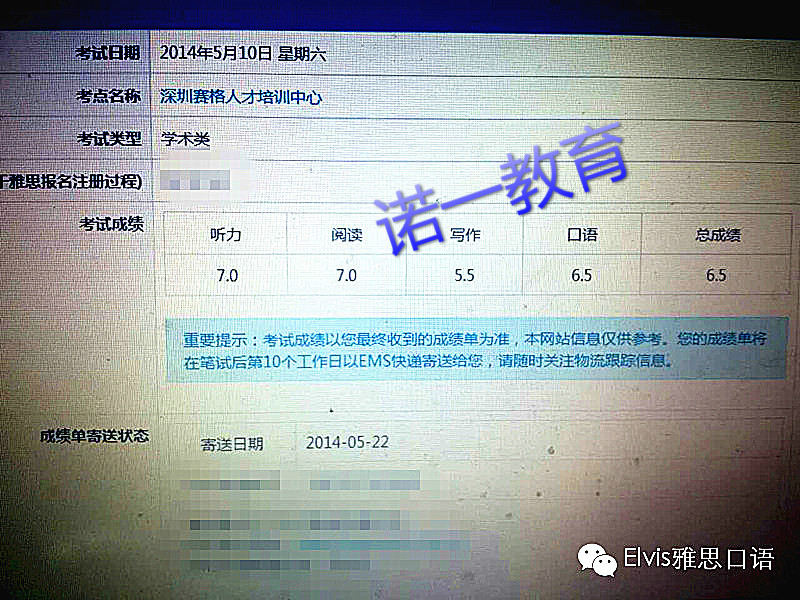 考试日期 2014年5月10日 星期六
考点名称 深圳赛格人才培训中心
考试类型 学术类
于雅思报名注册过程)
诺一教育
考试成绩 听力 阅读 写作 口语 总成绩
7.0 7.0 5.5 6.5 6.5
重要提示：考试成绩以您最终收到的成绩单为准，本网站信息仅供参考。您的成绩单将
在笔试后第10个工作日以EMS快递寄送给您，请随时关注物流跟踪信息。
成绩单寄送状态 寄送日期 2014-05-22
Elvis雅思口语